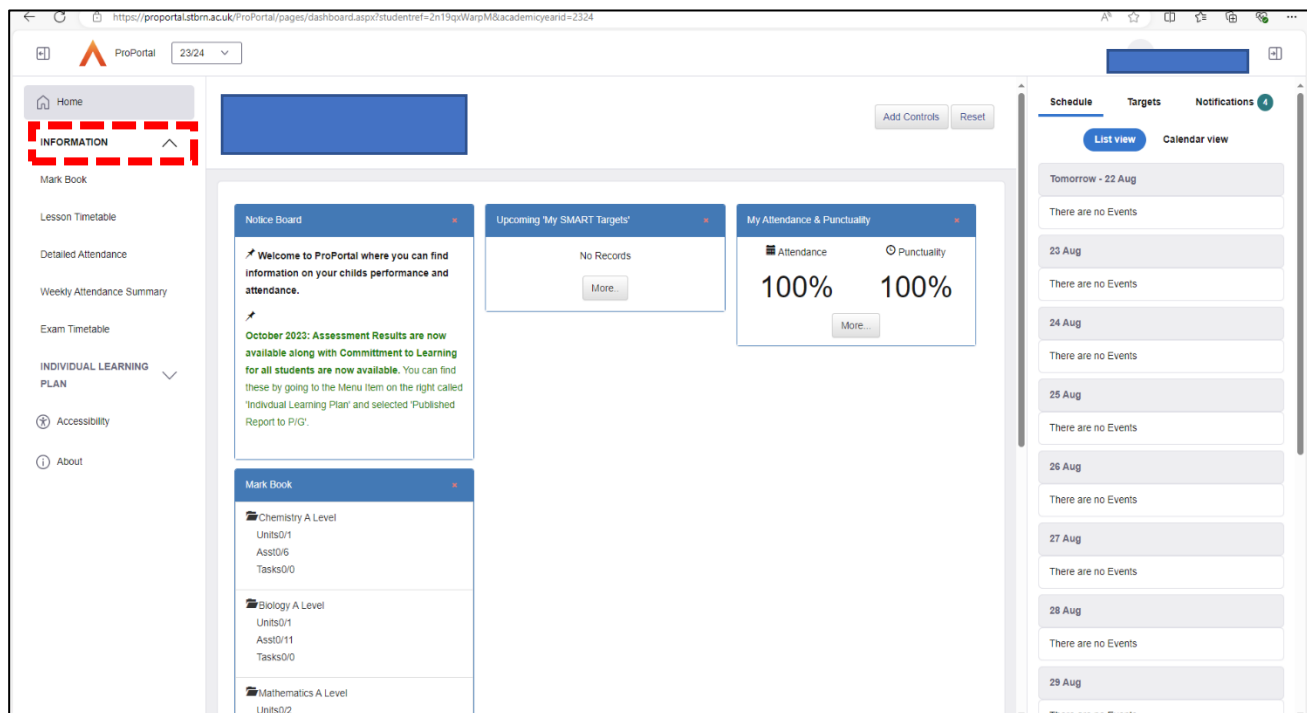 https://proportal.stbrn.ac.uk/ProPortal/pages/dashboard.aspx?studentref=2n19qxWarpM&academicyearid=2324
ProPortal
23/24
Home
INFORMATION
Mark Book
Lesson Timetable
Detailed Attendance
Weekly Attendance Summary
Exam Timetable
INDIVIDUAL LEARNING
PLAN
Accessibility
About
Add Controls
Reset
Notice Board
Welcome to ProPortal where you can find
information on your childs performance and
attendance.
October 2023: Assessment Results are now
available along with Committment to Learning
for all students are now available. You can find
these by going to the Menu Item on the right called
'Indivdual Learning Plan' and selected 'Published
Report to P/G'.
Upcoming 'My SMART Targets'
No Records
More..
My Attendance & Punctuality
Attendance
Punctuality
100%
100%
More...
Mark Book
Chemistry A Level
Units0/1
Asst0/6
Tasks0/0
Biology A Level
Units0/1
Asst0/11
Tasks0/0
Mathematics A Level
Units0/2
Schedule
Targets
Notifications 4
List view
Calendar view
Tomorrow - 22 Aug
There are no Events
23 Aug
There are no Events
24 Aug
There are no Events
25 Aug
There are no Events
26 Aug
There are no Events
27 Aug
There are no Events
28 Aug
There are no Events
29 Aug
There are no Events